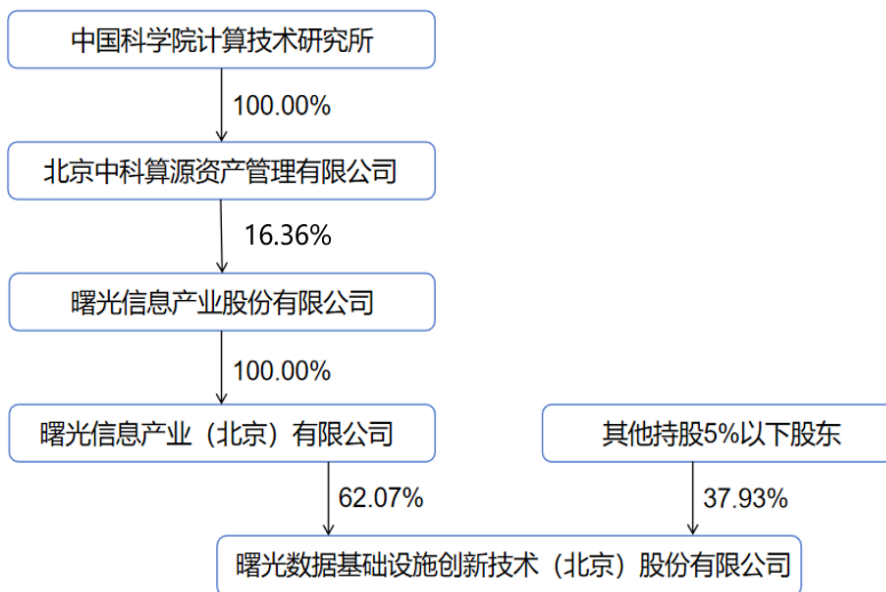 中国科学院计算技术研究所
100.00%
北京中科算源资产管理有限公司
16.36%
曙光信息产业股份有限公司
100.00%
曙光信息产业（北京）有限公司
其他持股5%以下股东
62.07%
37.93%
曙光数据基础设施创新技术（北京）股份有限公司